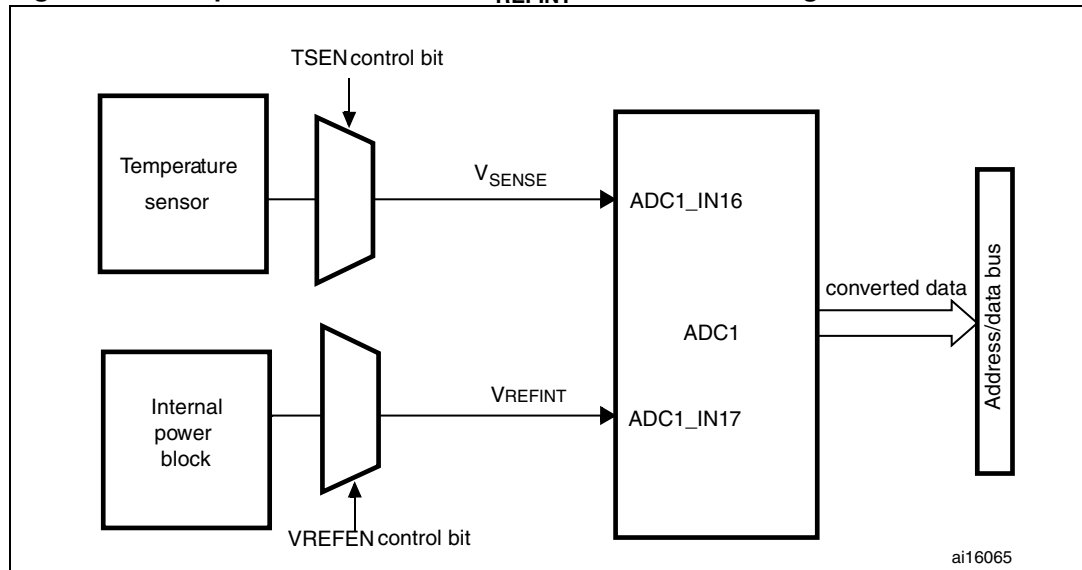 REFINT
TSEN control bit
Temperature
sensor
VSENSE
ADC1_IN16
converted data
Address/data bus
ADC1
Internal
power
block
VREFINT
ADC1_IN17
VREFEN control bit
ai16065